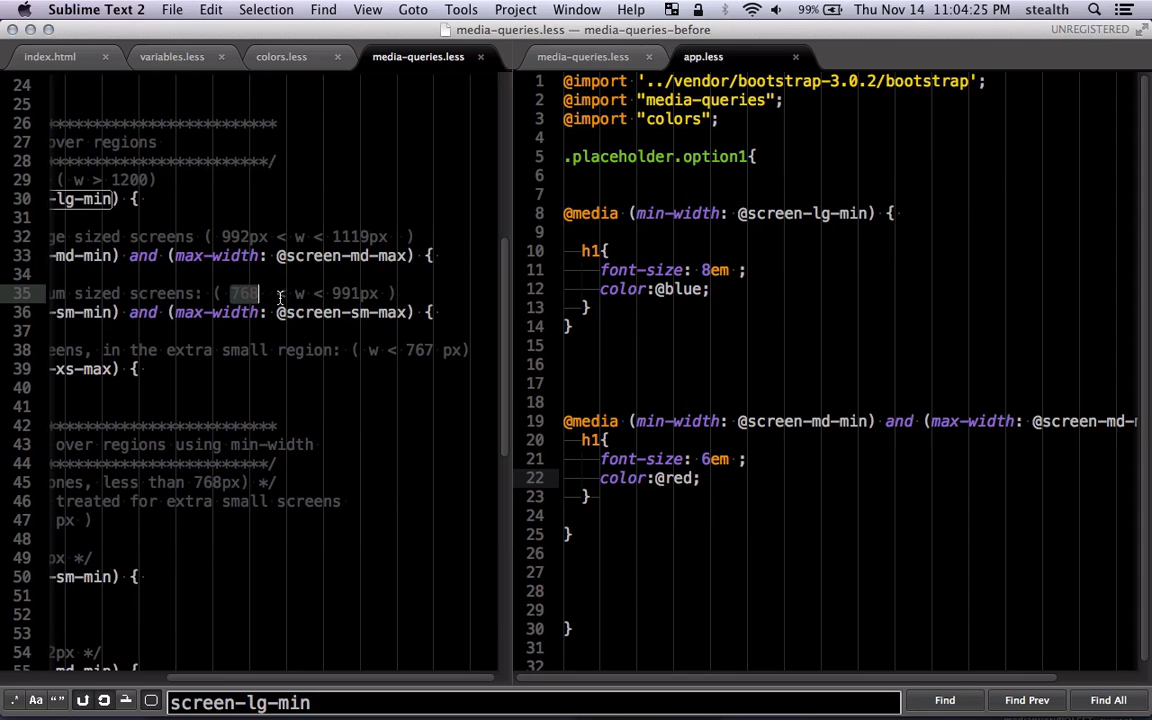 Sublime Text 2 File Edit Selection Find View Goto Tools Project Window Help 99% Thu Nov 14 11:04:25 PM stealth
media-queries.less — media-queries-before UNREGISTERED
index.html × variables.less × colors.less × media-queries.less × media-queries.less × app.less ×
24
25
26 **************************
27 over regions
28 *************************/
29 ( w > 1200)
30 -lg-min) {
31
32 ge sized screens ( 992px < w < 1119px )
33 -md-min) and (max-width: @screen-md-max) {
34
35 um sized screens: ( 768 < w < 991px )
36 -sm-min) and (max-width: @screen-sm-max) {
37
38 eens, in the extra small region: ( w < 767 px)
39 -xs-max) {
40
41
42 **************************
43 over regions using min-width
44 *************************/
45 ones, less than 768px) */
46 treated for extra small screens
47 px )
48
49 px */
50 -sm-min) {
51
52
53
54 2px */
55 -md-min) {
1 @import '../vendor/bootstrap-3.0.2/bootstrap';
2 @import "media-queries";
3 @import "colors";
4
5 .placeholder.option1{
6
7
8 @media (min-width: @screen-lg-min) {
9
10 h1{
11 font-size: 8em ;
12 color:@blue;
13 }
14 }
15
16
17
18
19 @media (min-width: @screen-md-min) and (max-width: @screen-md-m
20 h1{
21 font-size: 6em ;
22 color:@red;
23 }
24
25 }
26
27
28
29
30 }
31
32
.* Aa “” screen-lg-min Find Find Prev Find All